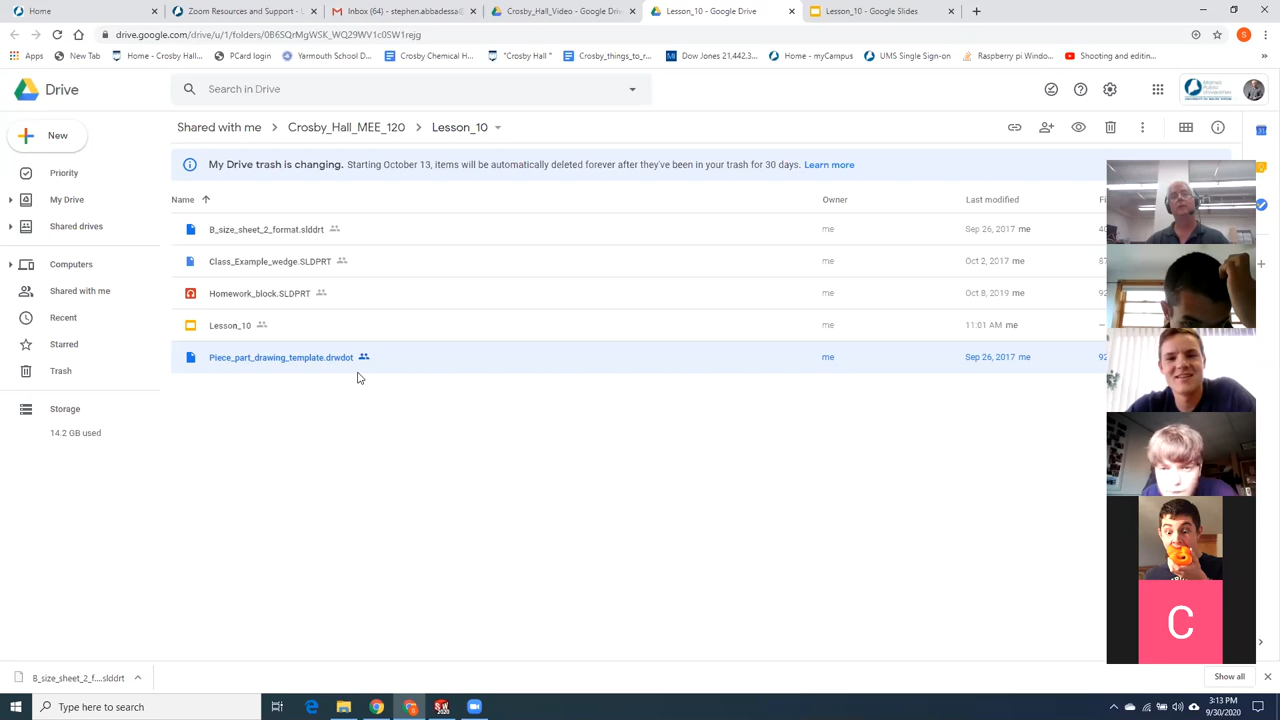 Home
Zoom Resources and Support - L
Inbox (64) - stephen.abbadessa@
Crosby_Hall_Video - Google Driv
Lesson_10 - Google Drive
Lesson_10 - Google Slides
drive.google.com/drive/u/1/folders/0B6SQrMgWSK_WQ29WV1c0SW1rejg
S
Apps
New Tab
Home - Crosby Hall
PCard login
Yarmouth School D
Crosby Chemical H
"Crosby Hall
Crosby_things_to_r
Dow Jones 21,442.3
Home - myCampus
UMS Single Sign-on
Raspberry pi Windo
Shooting and editin
Drive
Search in Drive
New
Shared with me
Crosby_Hall_MEE_120
Lesson_10
My Drive trash is changing. Starting October 13, items will be automatically deleted forever after they've been in your trash for 30 days. Learn more
Priority
My Drive
Shared drives
Computers
Shared with me
Recent
Starred
Trash
Storage
14.2 GB used
Name
Owner
Last modified
B_size_sheet_2_format.slddrt
me
Sep 26, 2017 me
Class_Example_wedge.SLDPRT
me
Oct 2, 2017 me
Homework_block.SLDPRT
me
Oct 8, 2019 me
Lesson_10
me
11:01 AM me
Piece_part_drawing_template.drwdot
me
Sep 26, 2017 me
C
B_size_sheet_2_f....slddrt
Show all
Type here to search
SW
2020
3:13 PM
9/30/2020